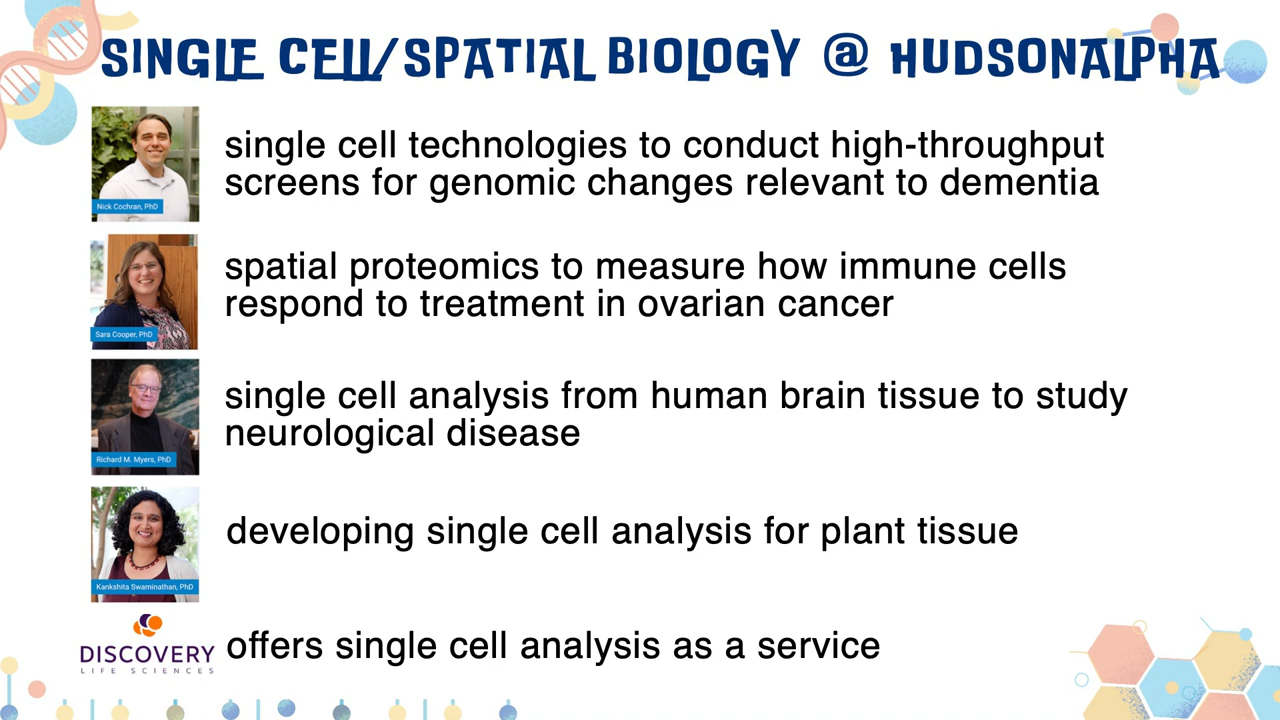 SINGLE CELL/SPATIAL BIOLOGY @ HUDSONALPHA
single cell technologies to conduct high-throughput
screens for genomic changes relevant to dementia
Nick Cochran, PhD
spatial proteomics to measure how immune cells
respond to treatment in ovarian cancer
Sara Cooper, PhD
single cell analysis from human brain tissue to study
neurological disease
Richard M. Myers, PhD
developing single cell analysis for plant tissue
Kankshita Swaminathan, PhD
DISCOVERY
LIFE SCIENCES
offers single cell analysis as a service